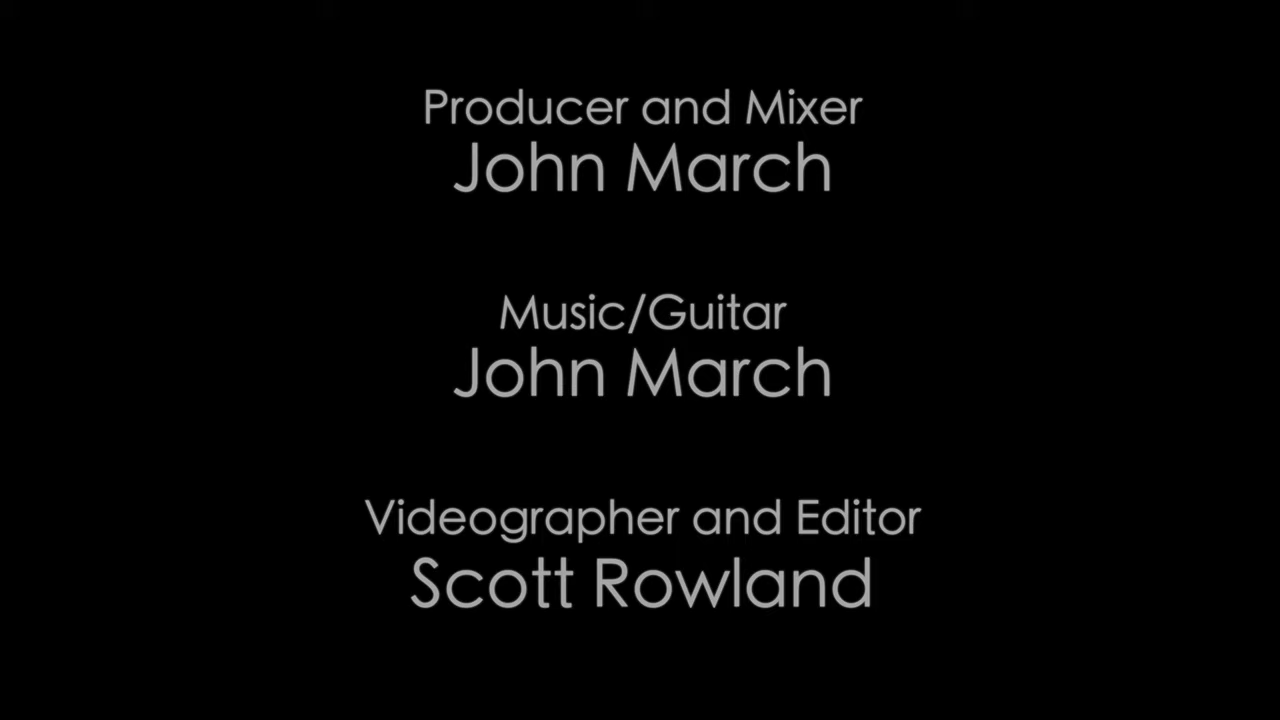 Producer and Mixer
John March
Music/Guitar
John March
Videographer and Editor
Scott Rowland